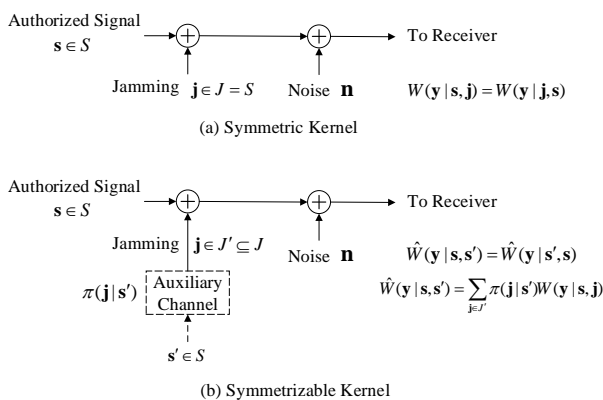 Authorized Signal
s ∈ S
To Receiver
Jamming j ∈ J = S
Noise n
W(y | s, j) = W(y | j, s)
(a) Symmetric Kernel
Authorized Signal
s ∈ S
To Receiver
Jamming j ∈ J′ ⊆ J
Noise n
Ŵ(y | s, s′) = Ŵ(y | s′, s)
π(j | s′)
Auxiliary
Channel
Ŵ(y | s, s′) = ∑_{j∈J′} π(j | s′)W(y | s, j)
s′ ∈ S
(b) Symmetrizable Kernel